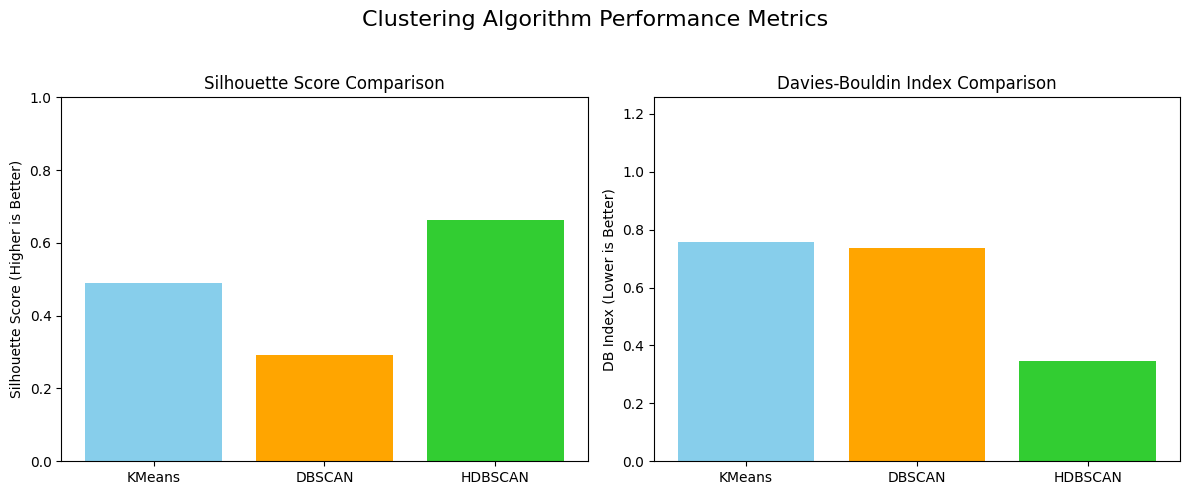 Clustering Algorithm Performance Metrics
Silhouette Score Comparison
Silhouette Score (Higher is Better)
1.0
0.8
0.6
0.4
0.2
0.0
KMeans
DBSCAN
HDBSCAN
Davies-Bouldin Index Comparison
DB Index (Lower is Better)
1.2
1.0
0.8
0.6
0.4
0.2
0.0
KMeans
DBSCAN
HDBSCAN